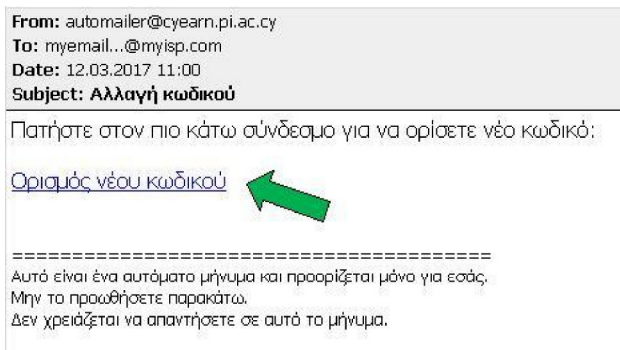 From: automailer@cyearn.pi.ac.cy
To: myemail...@myisp.com
Date: 12.03.2017 11:00
Subject: Αλλαγή κωδικού
Πατήστε στον πιο κάτω σύνδεσμο για να ορίσετε νέο κωδικό:
Ορισμός νέου κωδικού
========================================
Αυτό είναι ένα αυτόματο μήνυμα και προορίζεται μόνο για εσάς.
Μην το προωθήσετε παρακάτω.
Δεν χρειάζεται να απαντήσετε σε αυτό το μήνυμα.